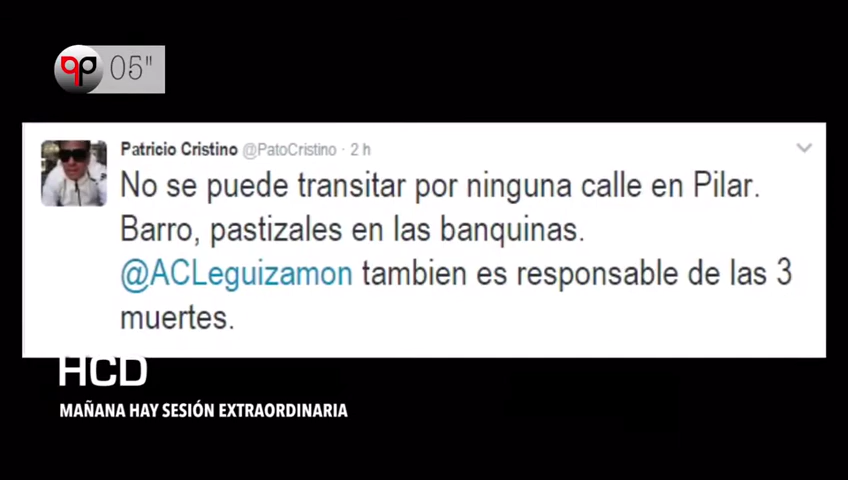 qp 05"
Patricio Cristino @PatoCristino · 2 h
No se puede transitar por ninguna calle en Pilar.
Barro, pastizales en las banquinas.
@ACLeguizamon tambien es responsable de las 3
muertes.
HCD
MAÑANA HAY SESIÓN EXTRAORDINARIA